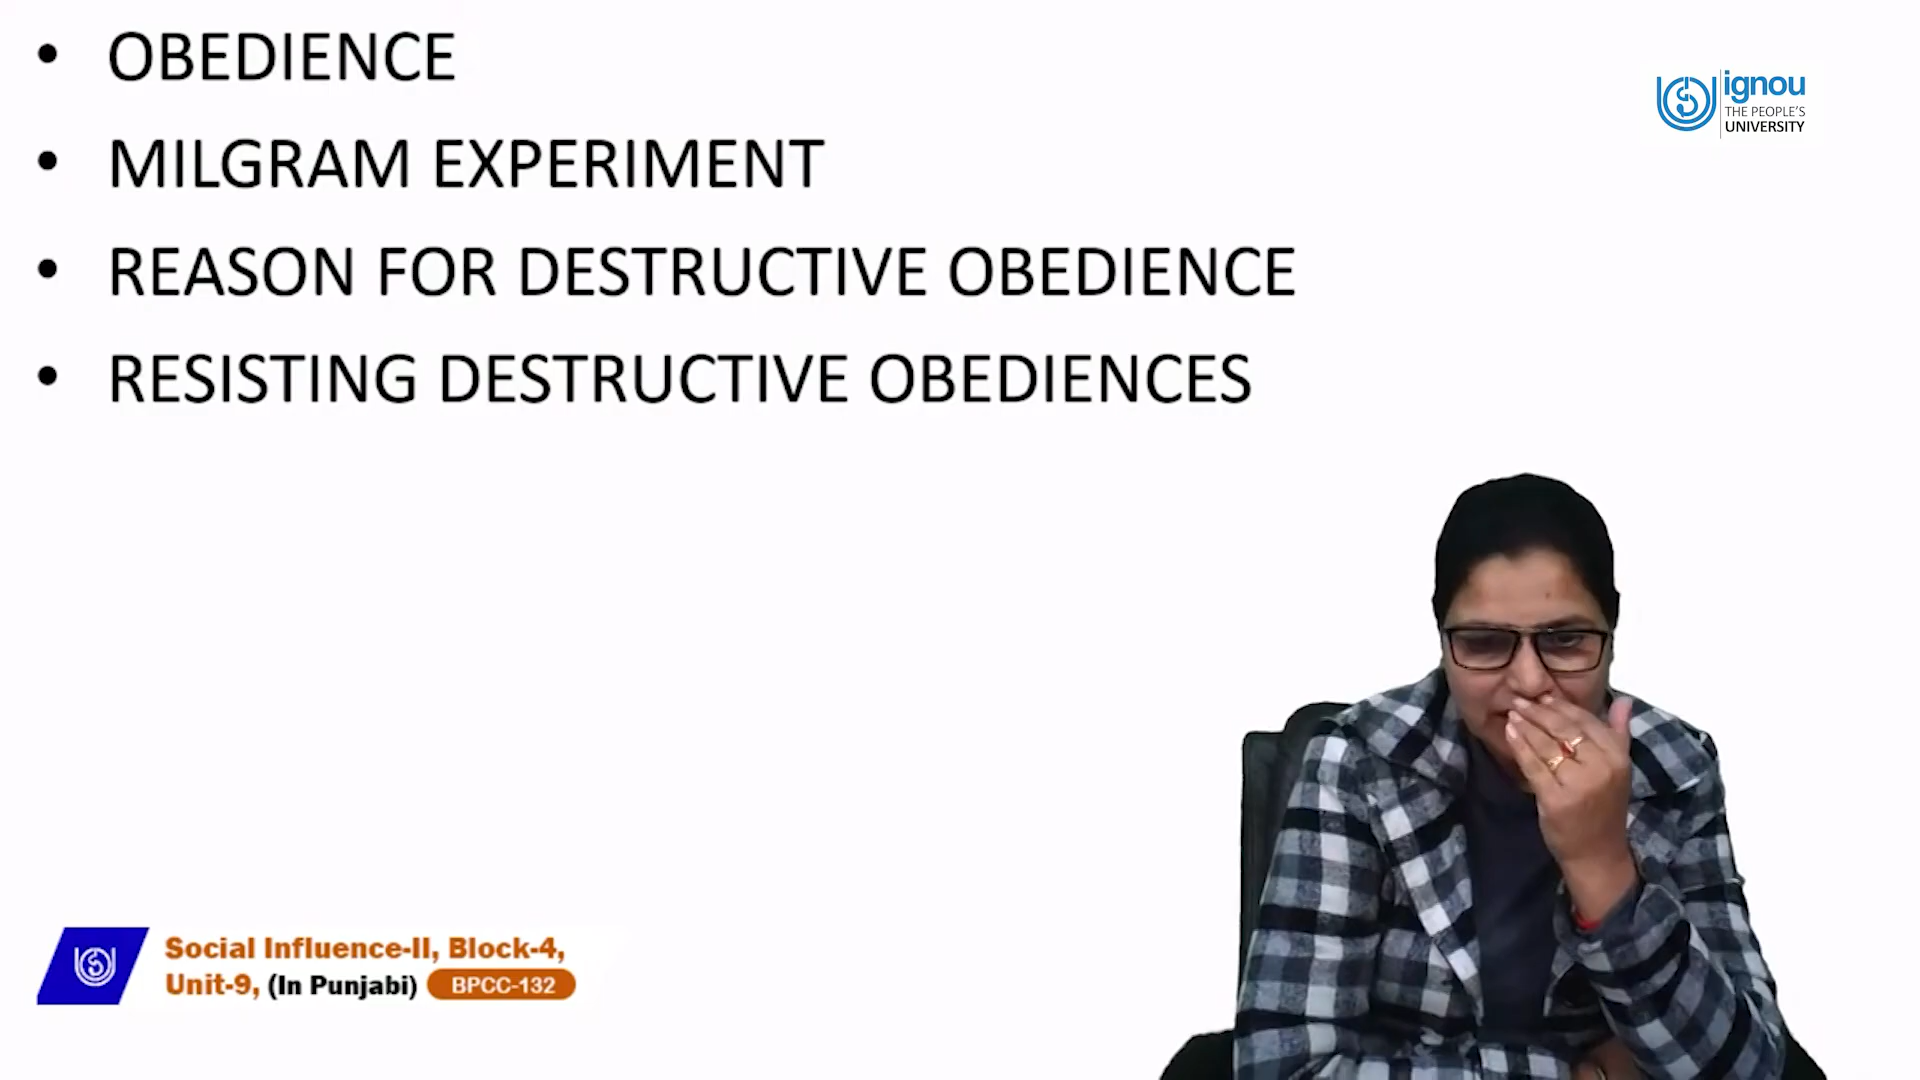 • OBEDIENCE
• MILGRAM EXPERIMENT
• REASON FOR DESTRUCTIVE OBEDIENCE
• RESISTING DESTRUCTIVE OBEDIENCES
ignou
THE PEOPLE'S
UNIVERSITY
Social Influence-II, Block-4,
Unit-9, (In Punjabi) BPCC-132